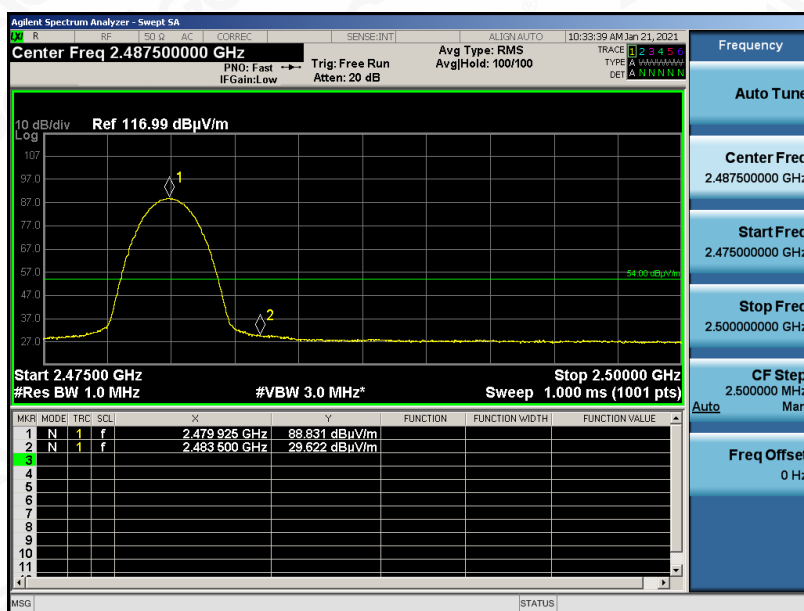 Agilent Spectrum Analyzer - Swept SA
LXI R RF 50 Ω AC CORREC SENSE:INT ALIGN AUTO 10:33:39 AM Jan 21, 2021
Center Freq 2.487500000 GHz
PNO: Fast
IFGain:Low
Trig: Free Run
Atten: 20 dB
Avg Type: RMS
Avg|Hold: 100/100
TRACE 1 2 3 4 5 6
TYPE A WWWWW
DET A N N N N N
10 dB/div Ref 116.99 dBµV/m
Log
107
97.0
87.0
77.0
67.0
57.0
47.0
37.0
27.0
1
2
54.00 dBµV/m
Start 2.47500 GHz Stop 2.50000 GHz
#Res BW 1.0 MHz #VBW 3.0 MHz* Sweep 1.000 ms (1001 pts)
MKR MODE TRC SCL X Y FUNCTION FUNCTION WIDTH FUNCTION VALUE
1 N 1 f 2.479 925 GHz 88.831 dBµV/m
2 N 1 f 2.483 500 GHz 29.622 dBµV/m
3
4
5
6
7
8
9
10
11
MSG STATUS
Frequency
Auto Tune
Center Freq
2.487500000 GHz
Start Freq
2.475000000 GHz
Stop Freq
2.500000000 GHz
CF Step
2.500000 MHz
Auto Man
Freq Offset
0 Hz